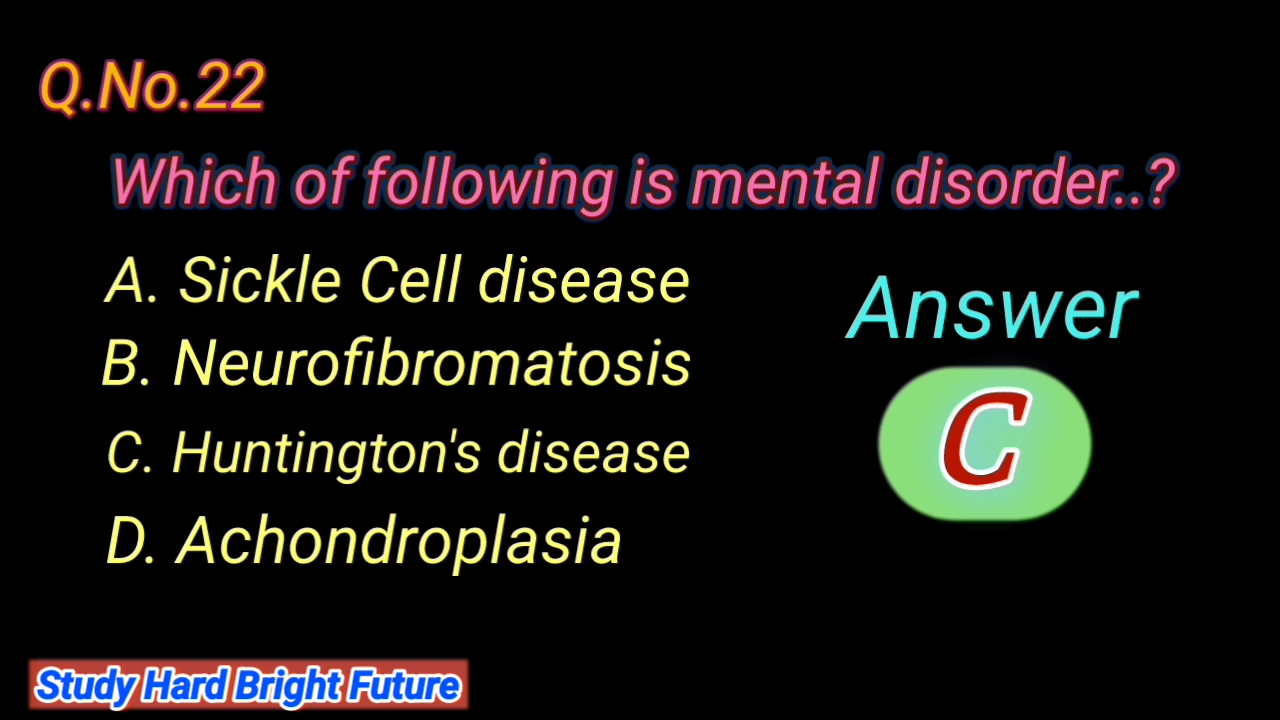 Q.No.22
Which of following is mental disorder..?
A. Sickle Cell disease
B. Neurofibromatosis
C. Huntington's disease
D. Achondroplasia
Answer
C
Study Hard Bright Future